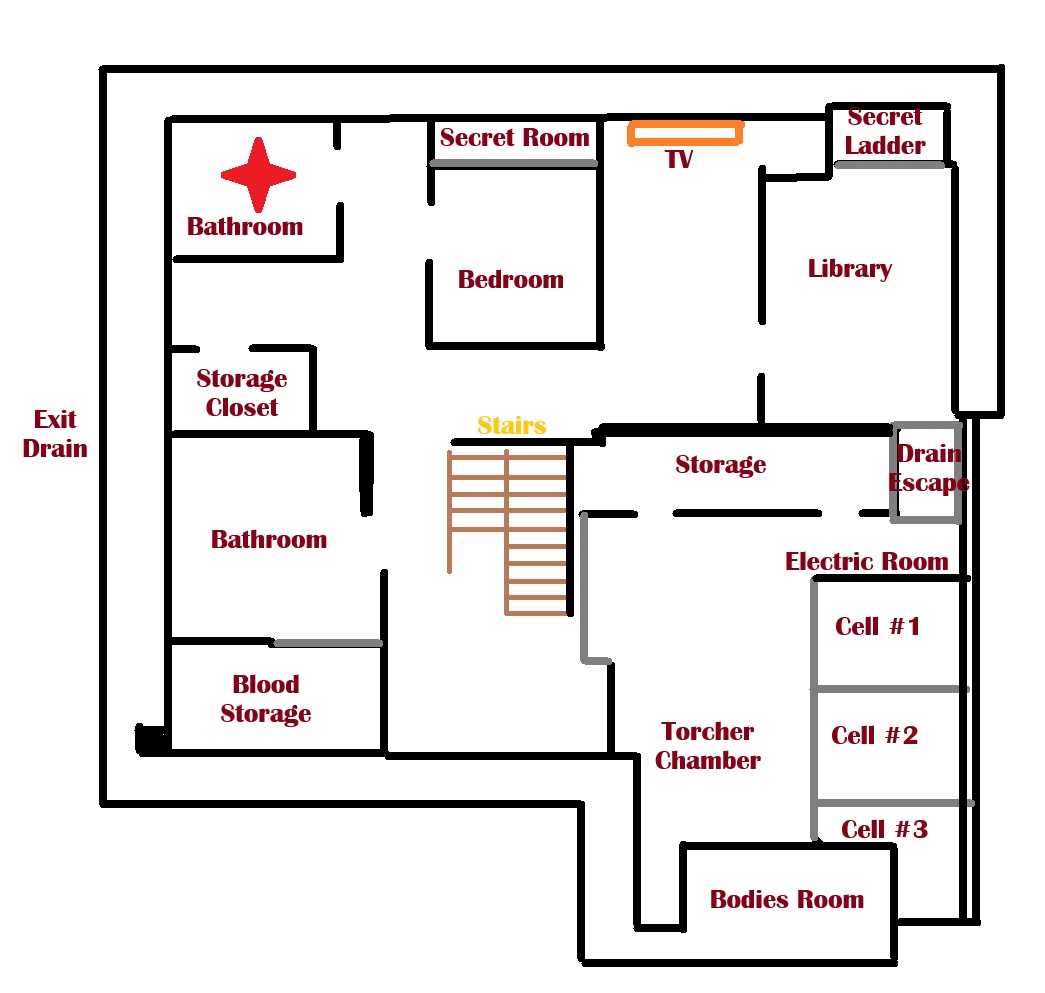 Secret
Ladder
Secret Room
TV
Bathroom
Library
Bedroom
Storage
Closet
Exit
Drain
Stairs
Storage
Drain
Escape
Bathroom
Electric Room
Cell #1
Blood
Storage
Torcher
Chamber
Cell #2
Cell #3
Bodies Room